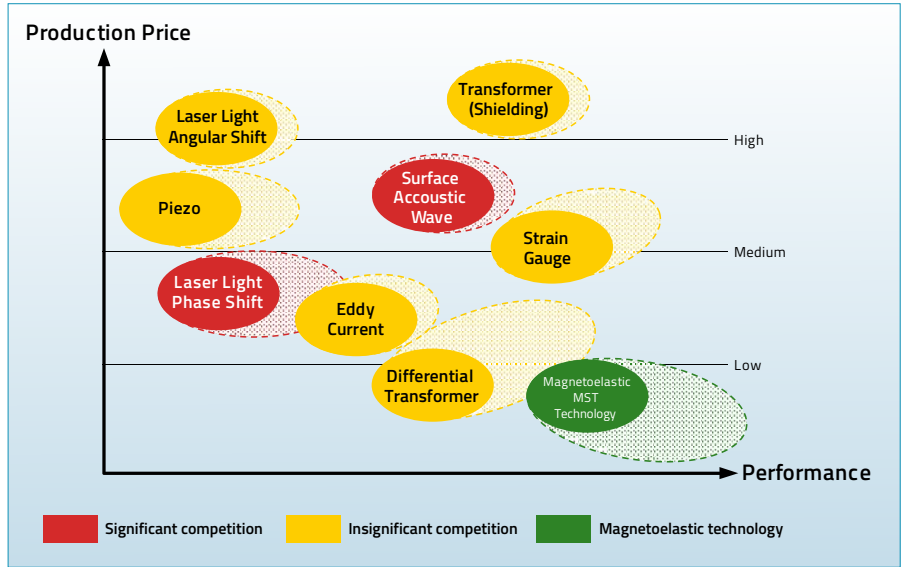 Production Price
Transformer
(Shielding)
Laser Light
Angular Shift
High
Surface
Accoustic
Wave
Piezo
Strain
Gauge
Medium
Laser Light
Phase Shift
Eddy
Current
Low
Differential
Transformer
Magnetoelastic
MST
Technology
Performance
Significant competition
Insignificant competition
Magnetoelastic technology